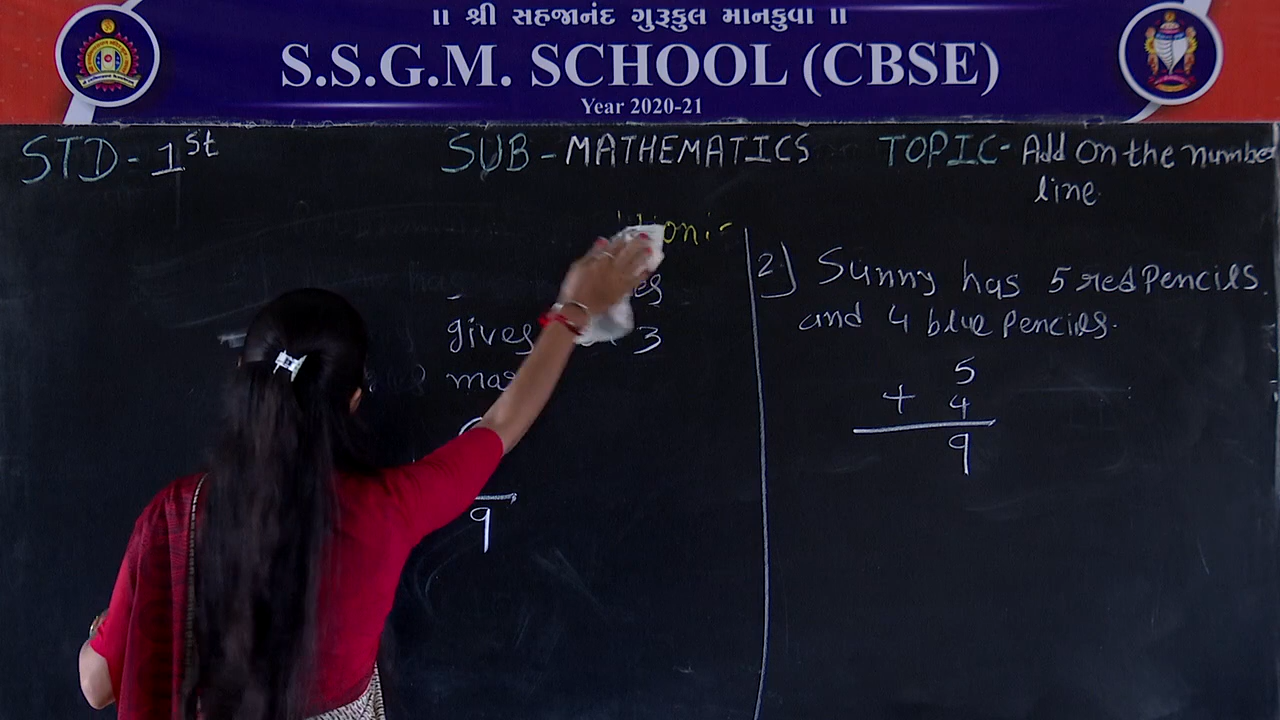 ॥ શ્રી સહજાનંદ ગુરુકુલ માનકુવા ॥
S.S.G.M. SCHOOL (CBSE)
Year 2020-21
STD - 1st
SUB - MATHEMATICS
TOPIC - Add on the number
line
gives 3
9
2) Sunny has 5 red Pencils.
and 4 blue Pencils.
5
+ 4
9